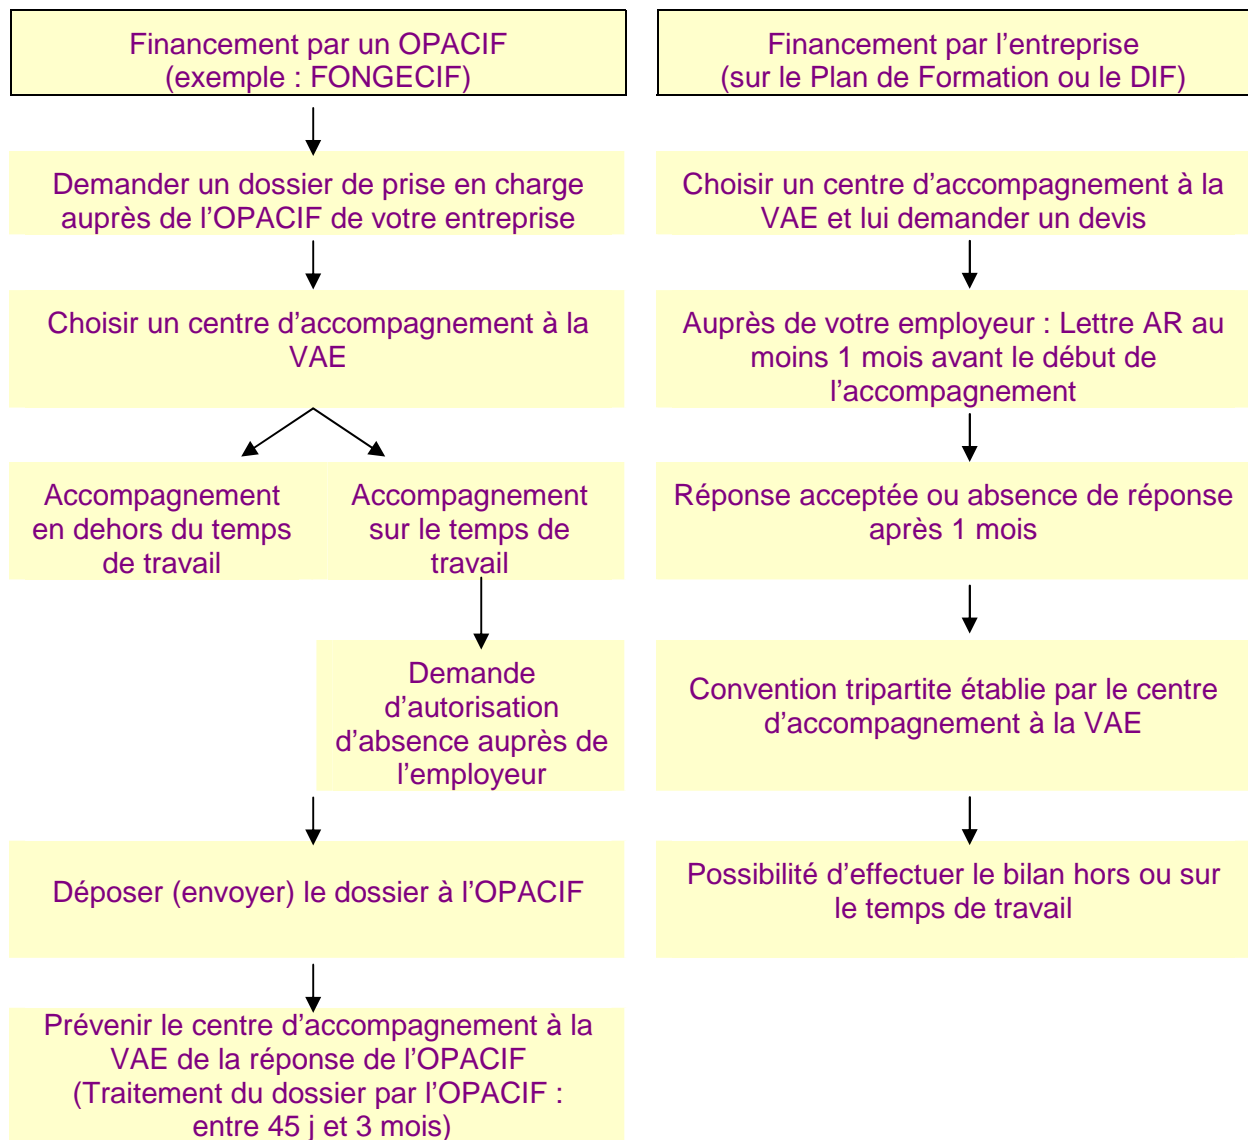 Financement par un OPACIF
(exemple : FONGECIF)
Demander un dossier de prise en charge
auprès de l’OPACIF de votre entreprise
Choisir un centre d’accompagnement à la
VAE
Accompagnement
en dehors du temps
de travail
Accompagnement
sur le temps de
travail
Demande
d’autorisation
d’absence auprès de
l’employeur
Déposer (envoyer) le dossier à l’OPACIF
Prévenir le centre d’accompagnement à la
VAE de la réponse de l’OPACIF
(Traitement du dossier par l’OPACIF :
entre 45 j et 3 mois)
Financement par l’entreprise
(sur le Plan de Formation ou le DIF)
Choisir un centre d’accompagnement à la
VAE et lui demander un devis
Auprès de votre employeur : Lettre AR au
moins 1 mois avant le début de
l’accompagnement
Réponse acceptée ou absence de réponse
après 1 mois
Convention tripartite établie par le centre
d’accompagnement à la VAE
Possibilité d’effectuer le bilan hors ou sur
le temps de travail